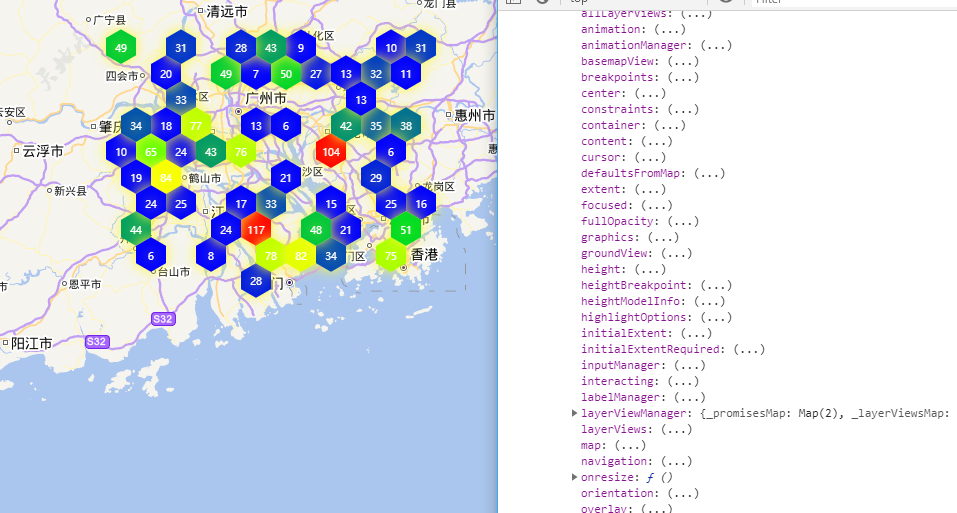 清远市
龙门县
广宁县
49
31
28
43
9
化区
10
31
四会市
20
49
7
50
27
13
32
11
33
区
广州市
13
惠州市
云安区
肇庆
34
18
77
13
6
42
35
38
云浮市
10
65
24
43
76
104
6
惠
19
84
鹤山市
21
沙区
29
新兴县
龙岗区
24
25
江
17
33
15
区
25
16
44
24
117
48
21
51
6
8
78
82
34
门区
75
香港
台山市
28
门
市
恩平市
S32
S32
阳江市
top
Filter
allLayerViews: (...)
animation: (...)
animationManager: (...)
basemapView: (...)
breakpoints: (...)
center: (...)
constraints: (...)
container: (...)
content: (...)
cursor: (...)
defaultsFromMap: (...)
extent: (...)
focused: (...)
fullOpacity: (...)
graphics: (...)
groundView: (...)
height: (...)
heightBreakpoint: (...)
heightModelInfo: (...)
highlightOptions: (...)
initialExtent: (...)
initialExtentRequired: (...)
inputManager: (...)
interacting: (...)
labelManager: (...)
layerViewManager: {_promisesMap: Map(2), _layerViewsMap:
layerViews: (...)
map: (...)
navigation: (...)
onresize: ƒ ()
orientation: (...)
overlay: (...)